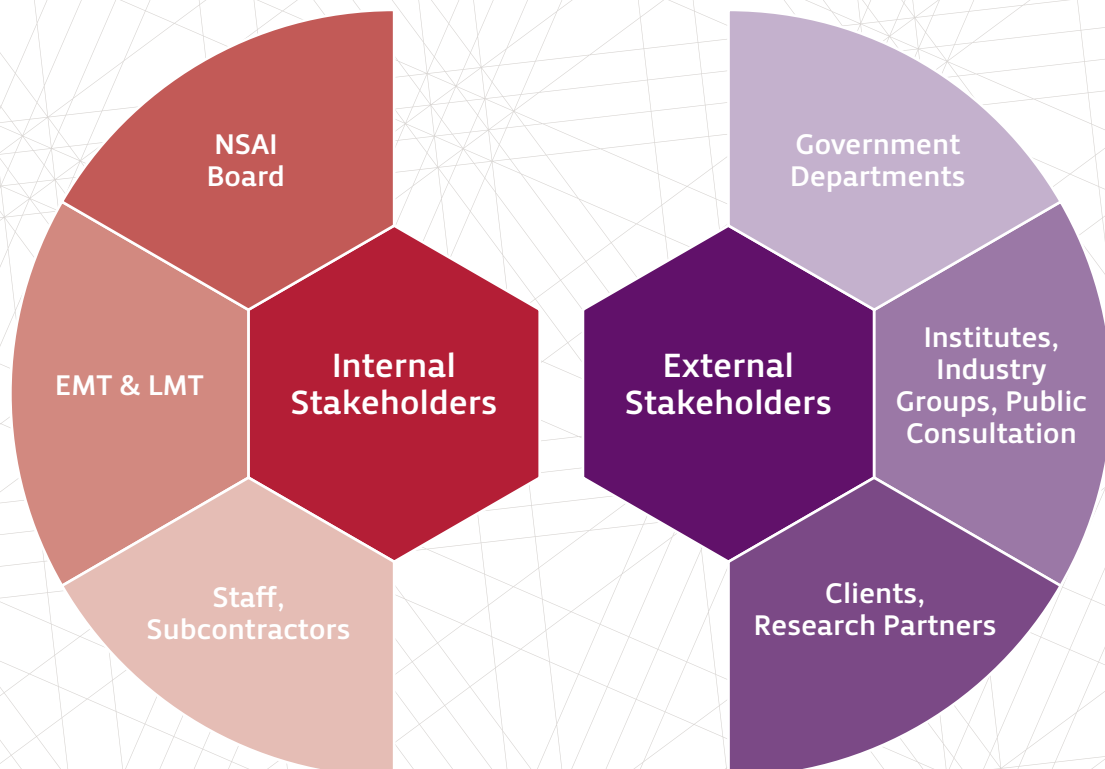 NSAI
Board
EMT & LMT
Internal
Stakeholders
Staff,
Subcontractors
Government
Departments
External
Stakeholders
Institutes,
Industry
Groups, Public
Consultation
Clients,
Research Partners